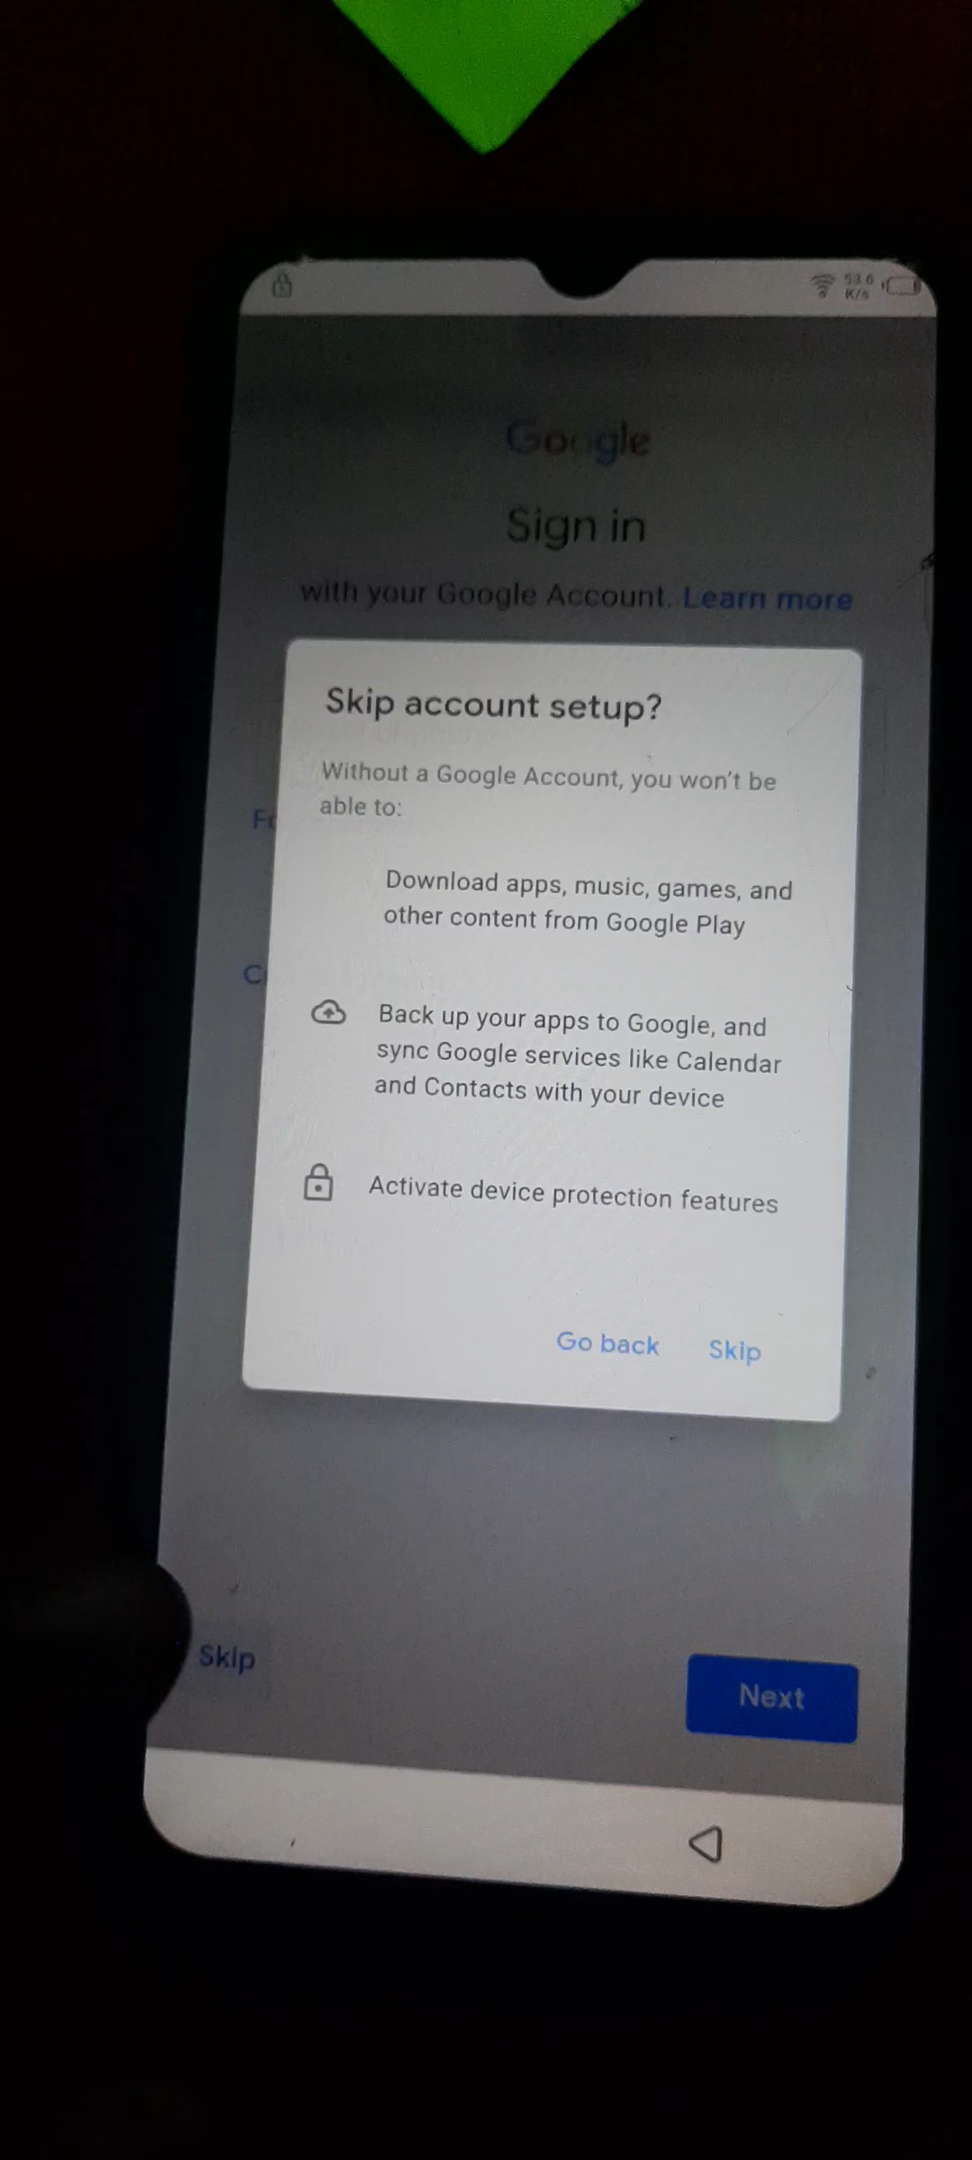 53.6
K/s
Google
Sign in
with your Google Account. Learn more
Skip account setup?
Without a Google Account, you won't be
able to:
Download apps, music, games, and
other content from Google Play
Back up your apps to Google, and
sync Google services like Calendar
and Contacts with your device
Activate device protection features
Go back Skip
Skip
Next